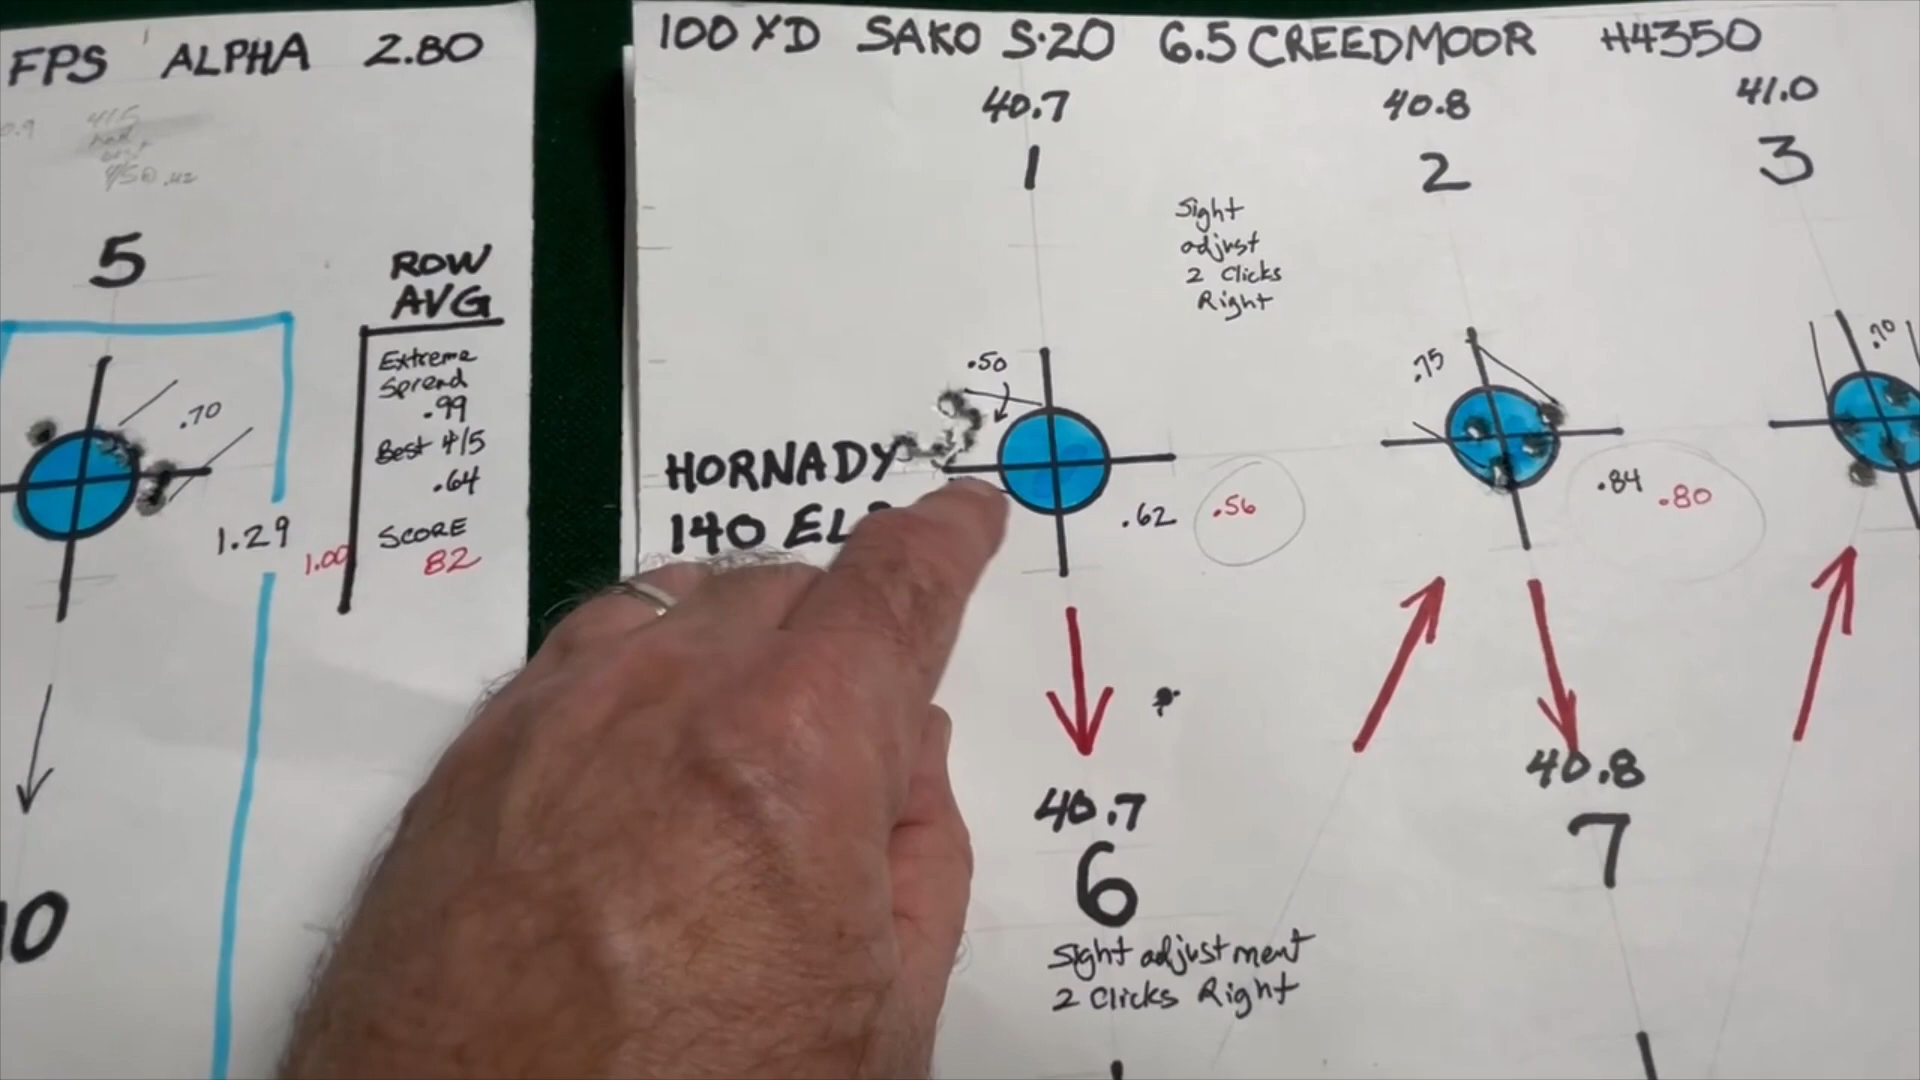 FPS ALPHA 2.80
5
ROW
AVG
Extreme
Spread
.99
Best 4/5
.64
SCORE
82
.70
1.29
1.00
10
100 YD SAKO S·20 6.5 CREEDMOOR H4350
40.7
1
40.8
2
41.0
3
Sight
adjust
2 Clicks
Right
.50
.75
.70
HORNADY
140
.62
.56
.84
.80
40.7
6
Sight adjustment
2 Clicks Right
40.8
7